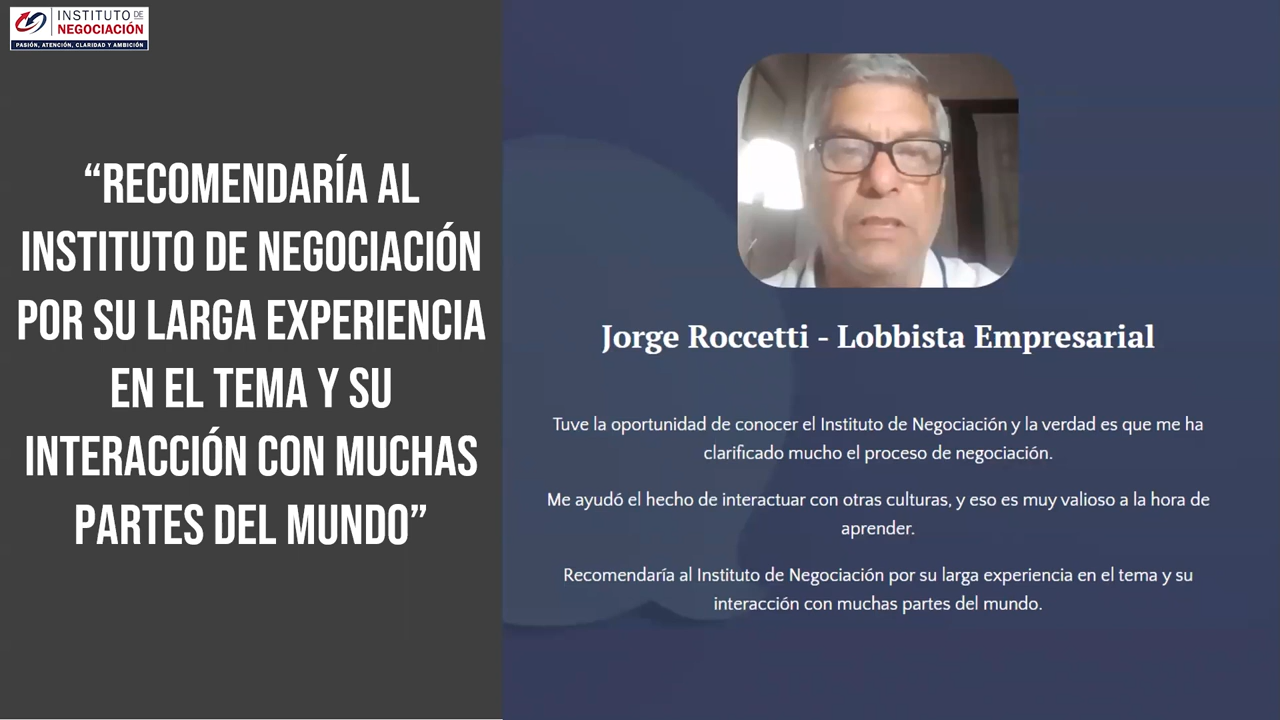 INSTITUTO DE
NEGOCIACIÓN
PASIÓN, ATENCIÓN, CLARIDAD Y AMBICIÓN
“RECOMENDARÍA AL
INSTITUTO DE NEGOCIACIÓN
POR SU LARGA EXPERIENCIA
EN EL TEMA Y SU
INTERACCIÓN CON MUCHAS
PARTES DEL MUNDO”
Jorge Roccetti - Lobbista Empresarial
Tuve la oportunidad de conocer el Instituto de Negociación y la verdad es que me ha
clarificado mucho el proceso de negociación.
Me ayudó el hecho de interactuar con otras culturas, y eso es muy valioso a la hora de
aprender.
Recomendaría al Instituto de Negociación por su larga experiencia en el tema y su
interacción con muchas partes del mundo.